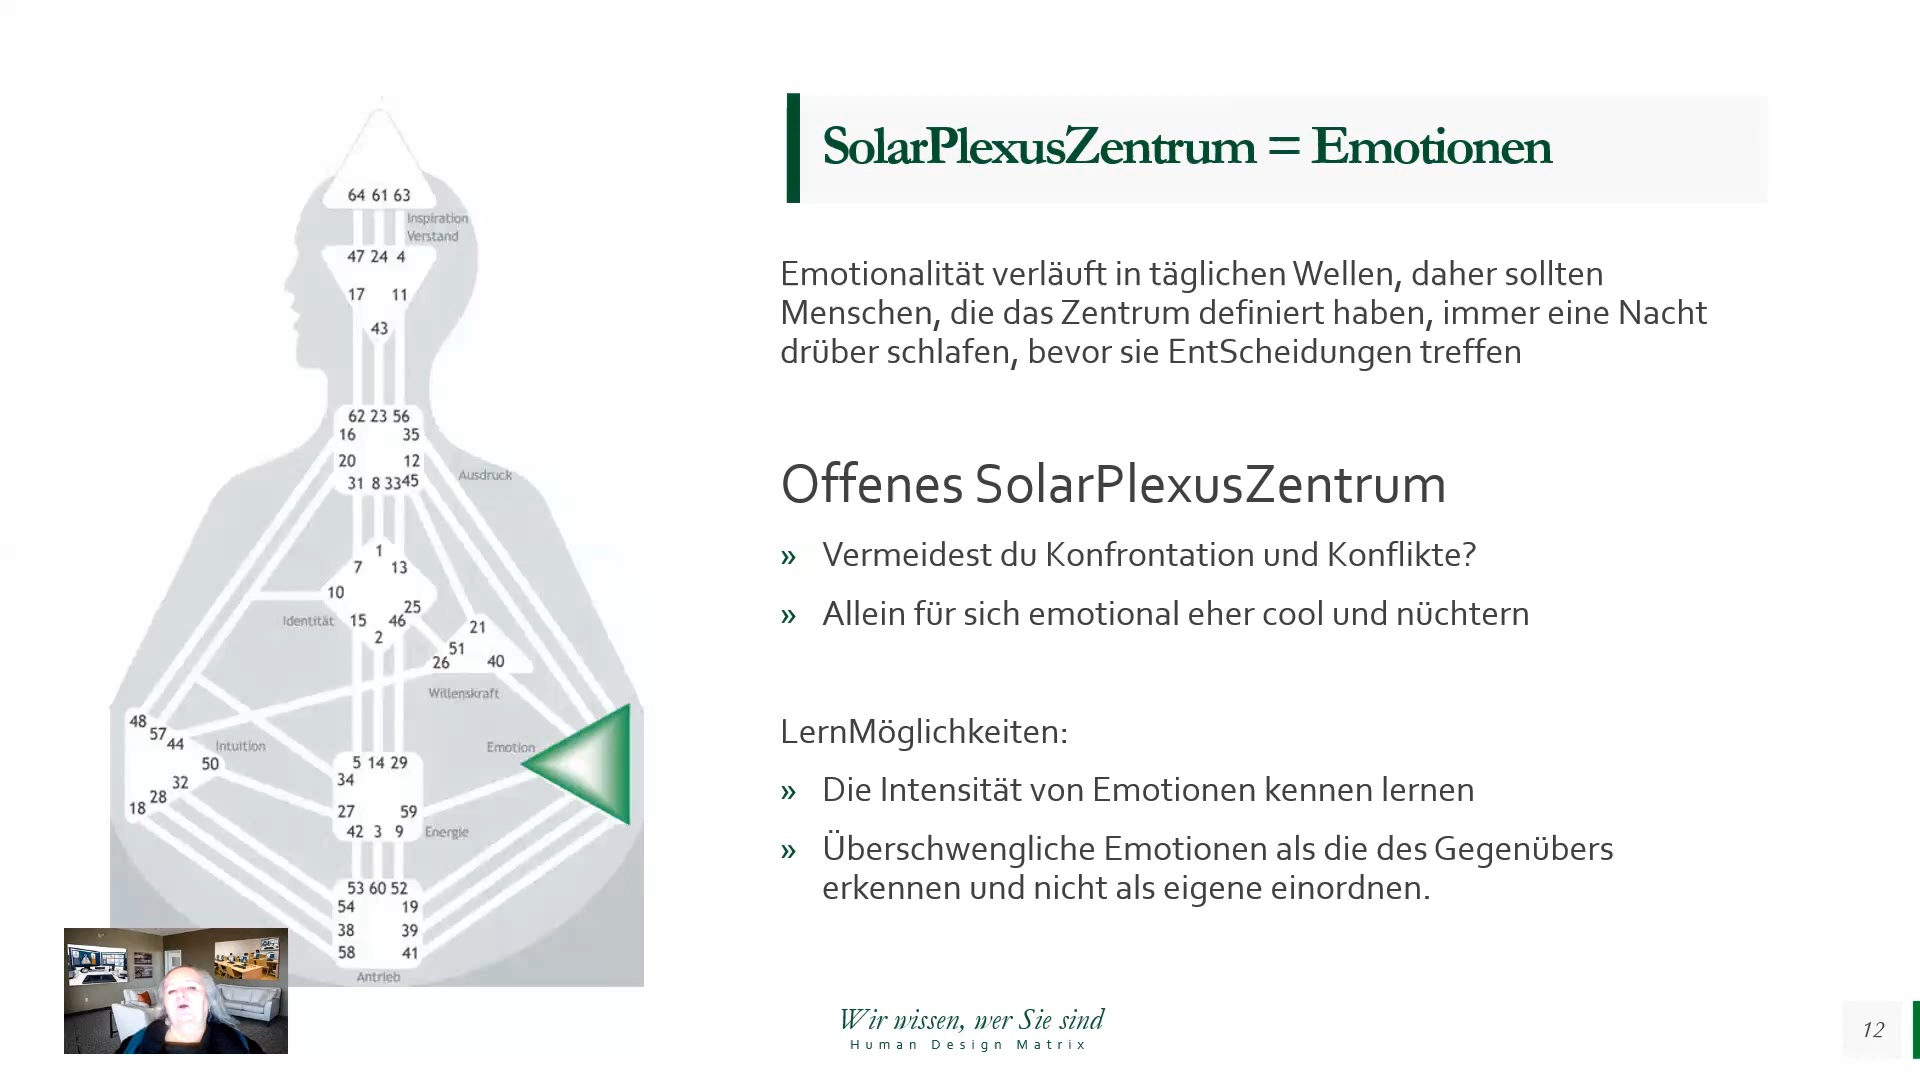 SolarPlexusZentrum = Emotionen
Emotionalität verläuft in täglichen Wellen, daher sollten
Menschen, die das Zentrum definiert haben, immer eine Nacht
drüber schlafen, bevor sie EntScheidungen treffen
Offenes SolarPlexusZentrum
» Vermeidest du Konfrontation und Konflikte?
» Allein für sich emotional eher cool und nüchtern
LernMöglichkeiten:
» Die Intensität von Emotionen kennen lernen
» Überschwengliche Emotionen als die des Gegenübers
erkennen und nicht als eigene einordnen.
64 61 63
Inspiration
Verstand
47 24 4
17 11
43
62 23 56
16 35
20 12
31 8 33 45
Ausdruck
1
7 13
10
25
Identität
15 46
2
21
51
26 40
Willenskraft
48
57
44
Intuition
50
32
28
18
Emotion
5 14 29
34
27 59
42 3 9
Energie
53 60 52
54 19
38 39
58 41
Antrieb
Wir wissen, wer Sie sind
Human Design Matrix
12